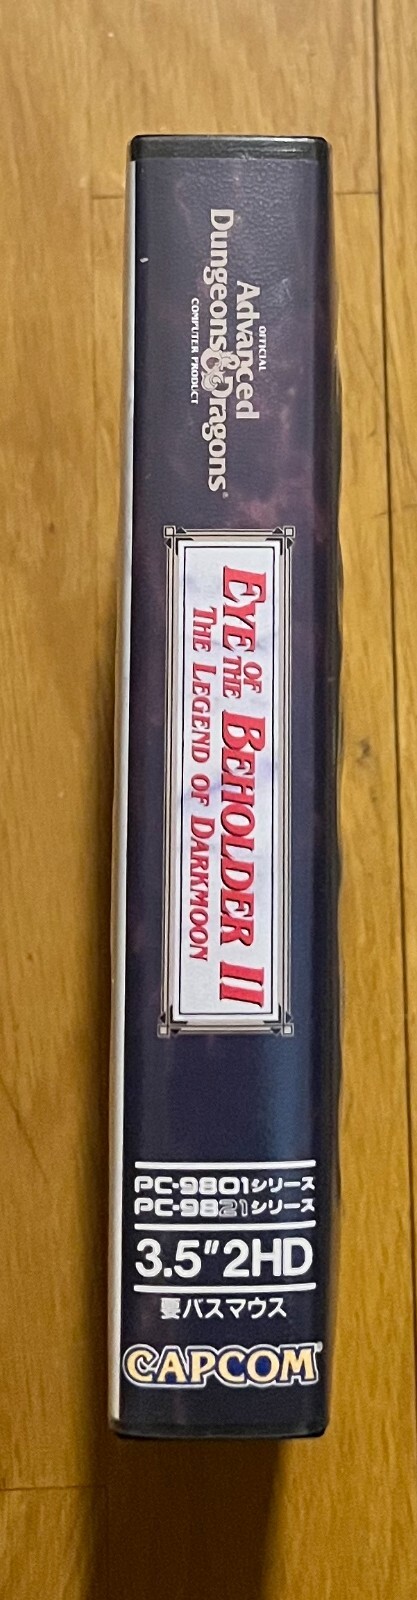 OFFICIAL
Advanced
Dungeons & Dragons®
COMPUTER PRODUCT
EYE OF THE BEHOLDER II
THE LEGEND OF DARKMOON
PC-9801シリーズ
PC-9821シリーズ
3.5"2HD
要バスマウス
CAPCOM®